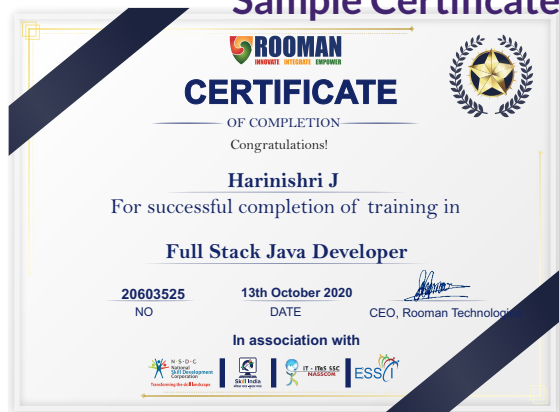 Sample Certificate
ROOMAN
INNOVATE INTEGRATE EMPOWER
CERTIFICATE
OF COMPLETION
Congratulations!
Harinishri J
For successful completion of training in
Full Stack Java Developer
20603525 13th October 2020
NO DATE CEO, Rooman Technologi
In association with
N·S·D·C
National
Skill Development
Corporation
Transforming the skill landscape
Skill India
IT - ITeS SSC
NASSCOM
ESSCI